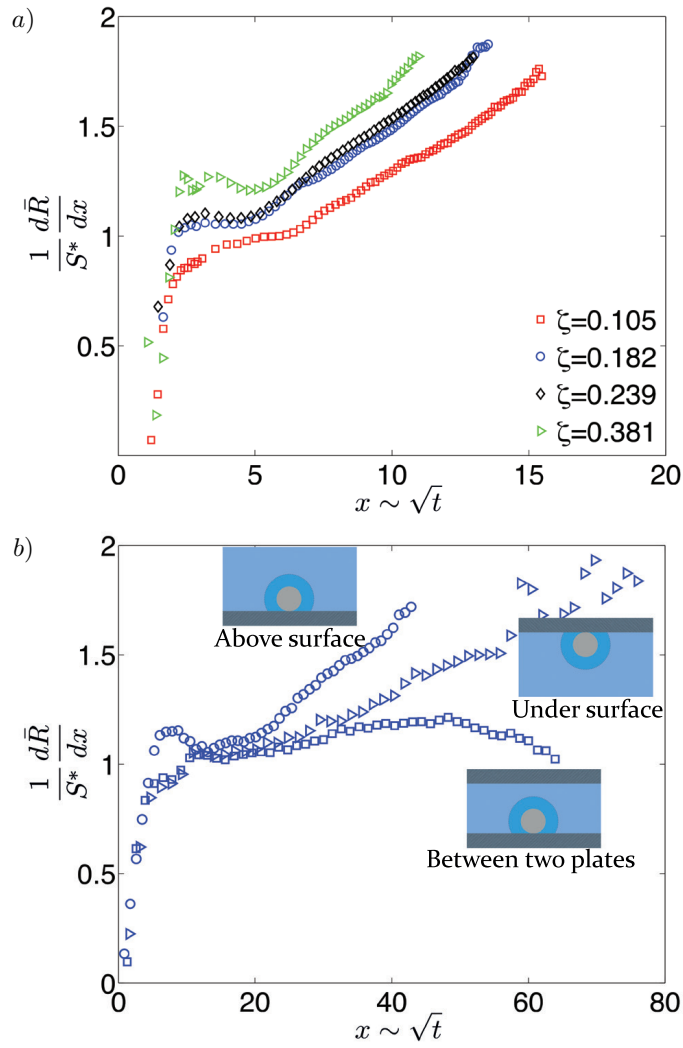 a)
2
1.5
1
0.5
1/S* dR̄/dx
ζ=0.105
ζ=0.182
ζ=0.239
ζ=0.381
0 5 10 15 20
x ∼ √t
b)
2
1.5
1
0.5
0
1/S* dR̄/dx
Above surface
Under surface
Between two plates
0 20 40 60 80
x ∼ √t